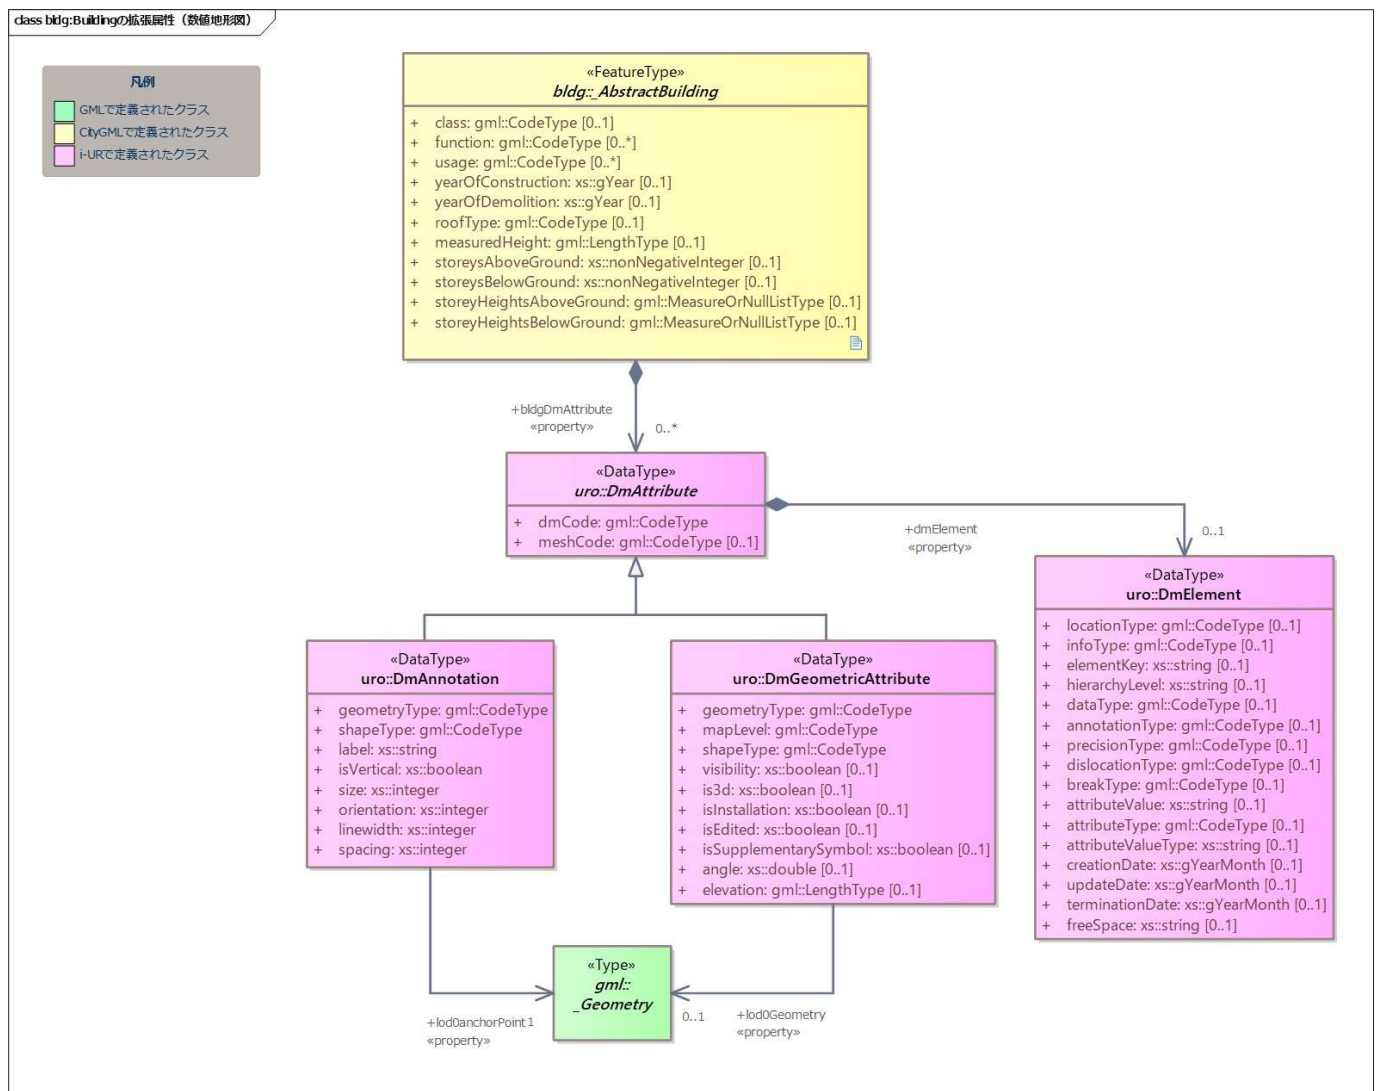 class bldg:Buildingの拡張属性（数値地形図）
凡例
GMLで定義されたクラス
CityGMLで定義されたクラス
i-URで定義されたクラス
«FeatureType»
bldg::_AbstractBuilding
+ class: gml::CodeType [0..1]
+ function: gml::CodeType [0..*]
+ usage: gml::CodeType [0..*]
+ yearOfConstruction: xs::gYear [0..1]
+ yearOfDemolition: xs::gYear [0..1]
+ roofType: gml::CodeType [0..1]
+ measuredHeight: gml::LengthType [0..1]
+ storeysAboveGround: xs::nonNegativeInteger [0..1]
+ storeysBelowGround: xs::nonNegativeInteger [0..1]
+ storeyHeightsAboveGround: gml::MeasureOrNullListType [0..1]
+ storeyHeightsBelowGround: gml::MeasureOrNullListType [0..1]
+bldgDmAttribute
«property»
0..*
«DataType»
uro::DmAttribute
+ dmCode: gml::CodeType
+ meshCode: gml::CodeType [0..1]
+dmElement
«property»
0..1
«DataType»
uro::DmElement
+ locationType: gml::CodeType [0..1]
+ infoType: gml::CodeType [0..1]
+ elementKey: xs::string [0..1]
+ hierarchyLevel: xs::string [0..1]
+ dataType: gml::CodeType [0..1]
+ annotationType: gml::CodeType [0..1]
+ precisionType: gml::CodeType [0..1]
+ dislocationType: gml::CodeType [0..1]
+ breakType: gml::CodeType [0..1]
+ attributeValue: xs::string [0..1]
+ attributeType: gml::CodeType [0..1]
+ attributeValueType: xs::string [0..1]
+ creationDate: xs::gYearMonth [0..1]
+ updateDate: xs::gYearMonth [0..1]
+ terminationDate: xs::gYearMonth [0..1]
+ freeSpace: xs::string [0..1]
«DataType»
uro::DmAnnotation
+ geometryType: gml::CodeType
+ shapeType: gml::CodeType
+ label: xs::string
+ isVertical: xs::boolean
+ size: xs::integer
+ orientation: xs::integer
+ linewidth: xs::integer
+ spacing: xs::integer
«DataType»
uro::DmGeometricAttribute
+ geometryType: gml::CodeType
+ mapLevel: gml::CodeType
+ shapeType: gml::CodeType
+ visibility: xs::boolean [0..1]
+ is3d: xs::boolean [0..1]
+ isInstallation: xs::boolean [0..1]
+ isEdited: xs::boolean [0..1]
+ isSupplementarySymbol: xs::boolean [0..1]
+ angle: xs::double [0..1]
+ elevation: gml::LengthType [0..1]
«Type»
gml::
_Geometry
+lod0anchorPoint 1
«property»
0..1
+lod0Geometry
«property»